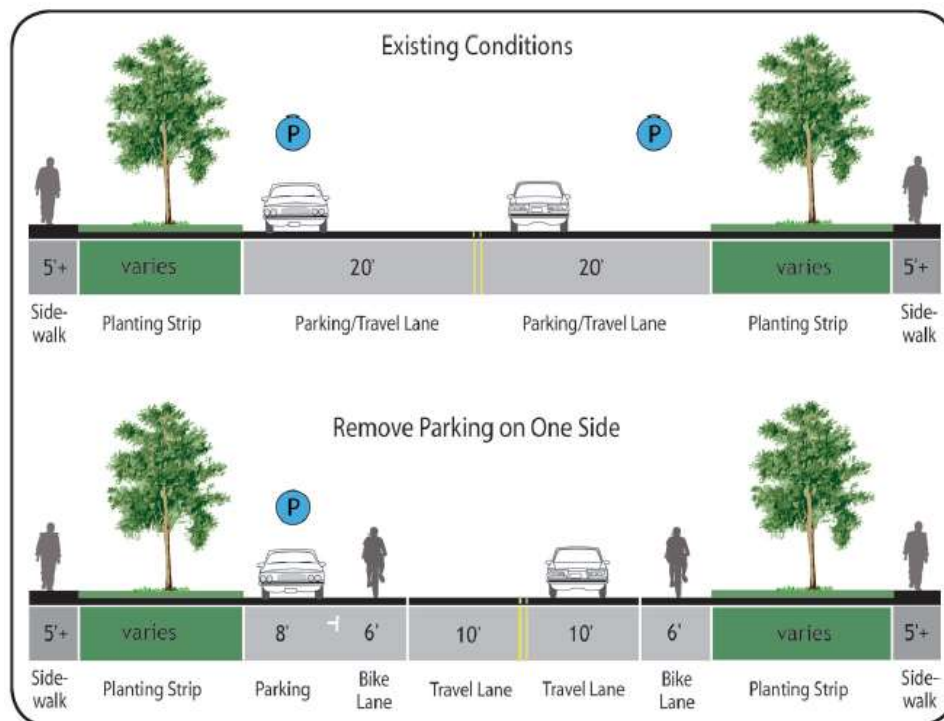 Existing Conditions
P P
5'+ varies 20' 20' varies 5'+
Side-
walk
Planting Strip
Parking/Travel Lane
Parking/Travel Lane
Planting Strip
Side-
walk
Remove Parking on One Side
P
5'+ varies 8' 6' 10' 10' 6' varies 5'+
Side-
walk
Planting Strip
Parking
Bike
Lane
Travel Lane
Travel Lane
Bike
Lane
Planting Strip
Side-
walk